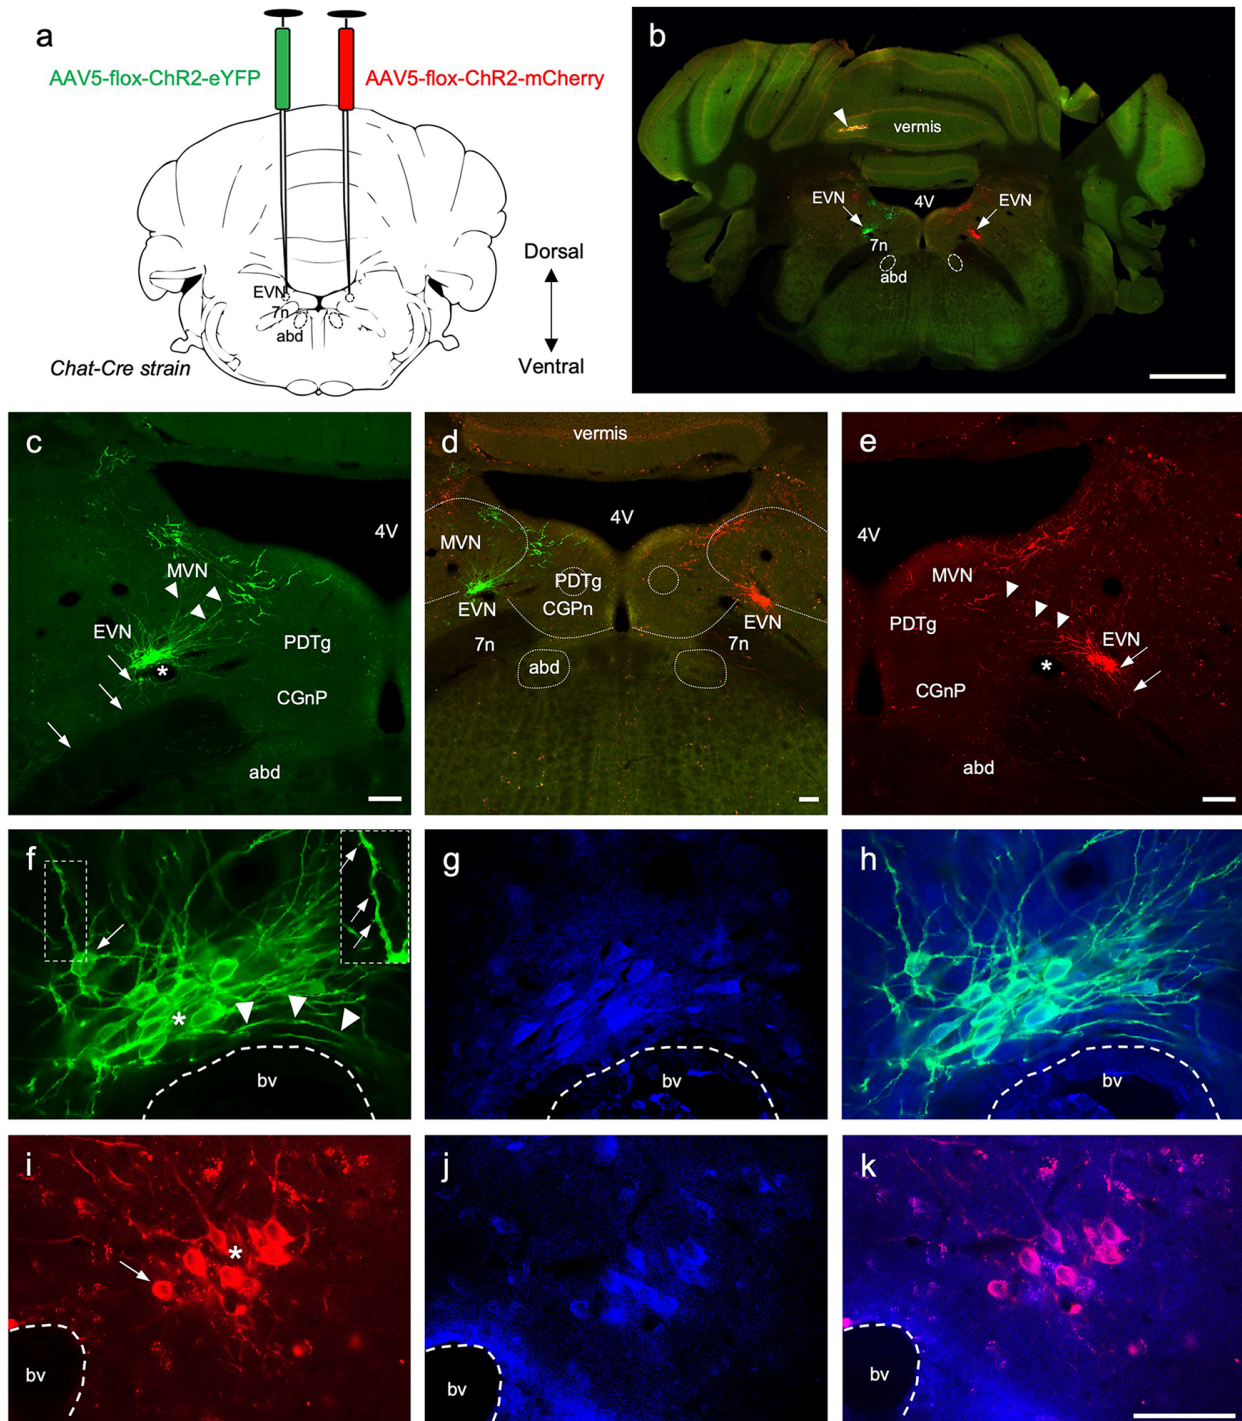 a
AAV5-flox-ChR2-eYFP
AAV5-flox-ChR2-mCherry
EVN
7n
abd
Dorsal
Ventral
Chat-Cre strain
b
vermis
4V
EVN
EVN
7n
abd
c
4V
MVN
EVN
*
PDTg
CGnP
abd
d
vermis
4V
MVN
PDTg
CGPn
EVN
EVN
7n
7n
abd
e
4V
MVN
PDTg
EVN
*
CGnP
abd
f
*
bv
g
bv
h
bv
i
*
bv
j
bv
k
bv